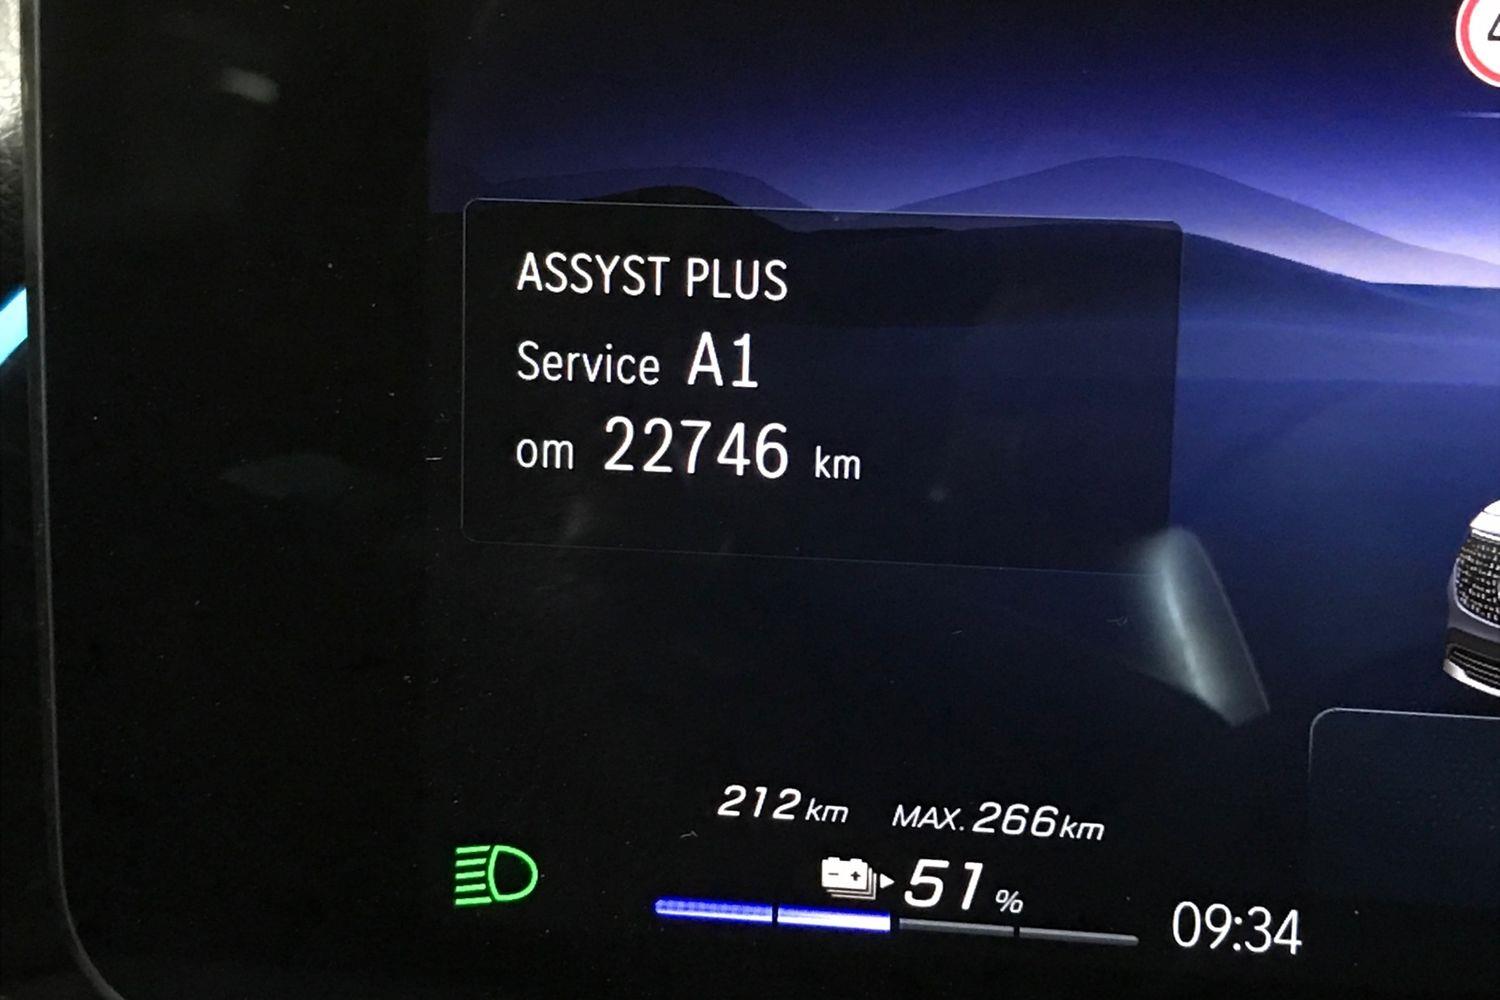 ASSYST PLUS
Service A1
om 22746 km
212 km MAX. 266 km
51 %
09:34